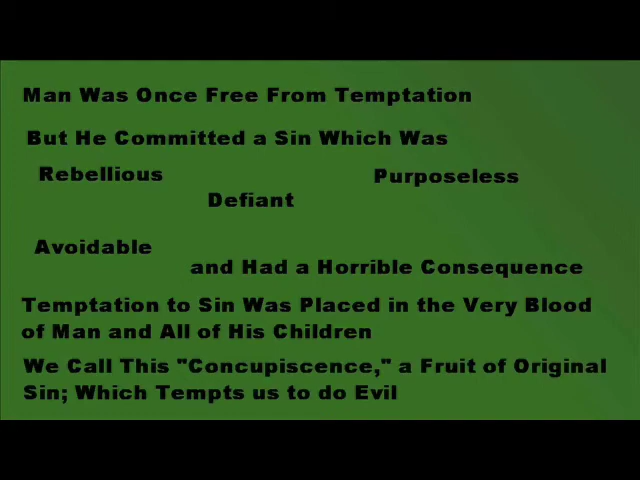 Man Was Once Free From Temptation
But He Committed a Sin Which Was
Rebellious
Purposeless
Defiant
Avoidable
and Had a Horrible Consequence
Temptation to Sin Was Placed in the Very Blood
of Man and All of His Children
We Call This "Concupiscence," a Fruit of Original
Sin; Which Tempts us to do Evil